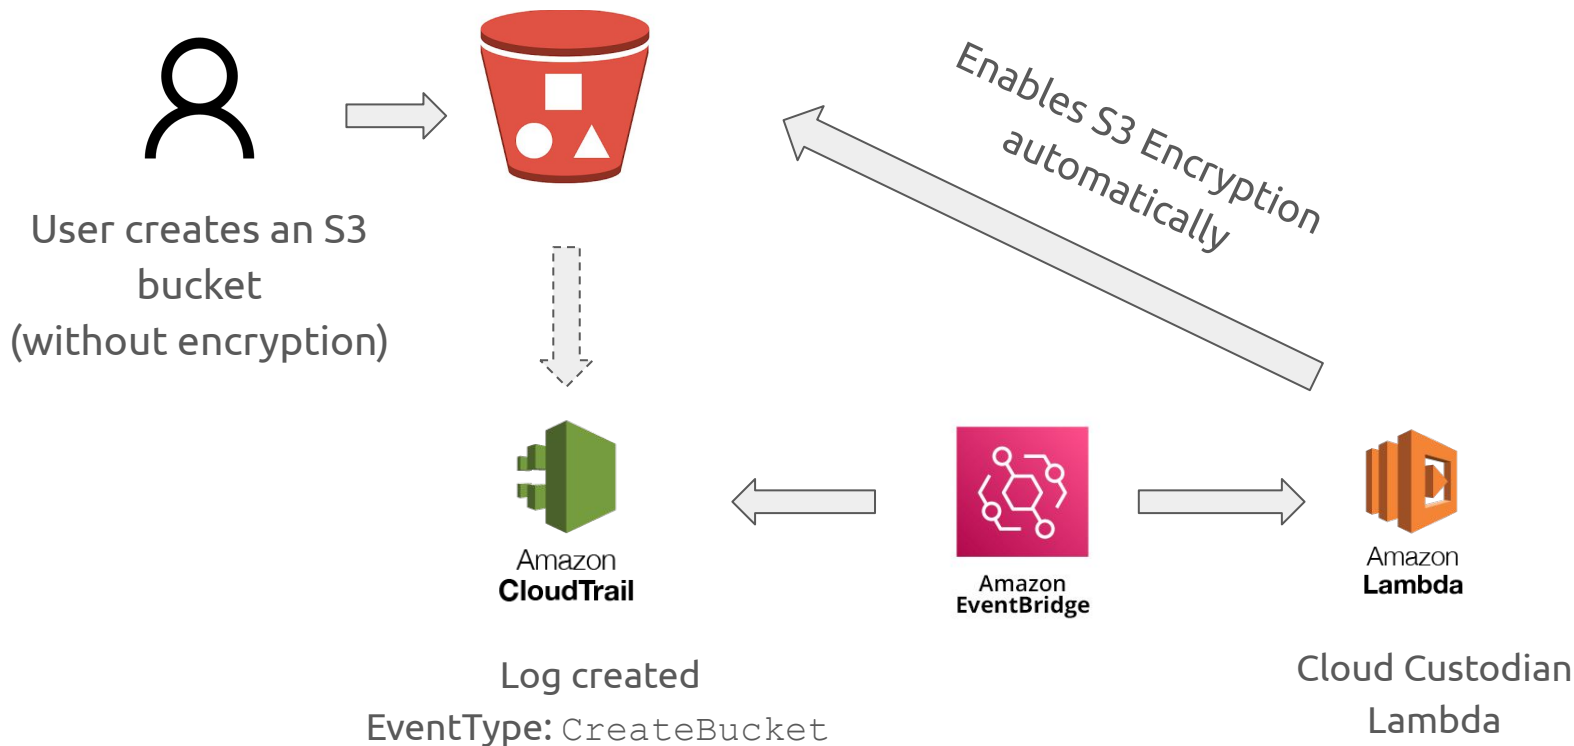 Enables S3 Encryption
automatically
User creates an S3
bucket
(without encryption)
Amazon
CloudTrail
Amazon
EventBridge
Amazon
Lambda
Log created
EventType: CreateBucket
Cloud Custodian
Lambda